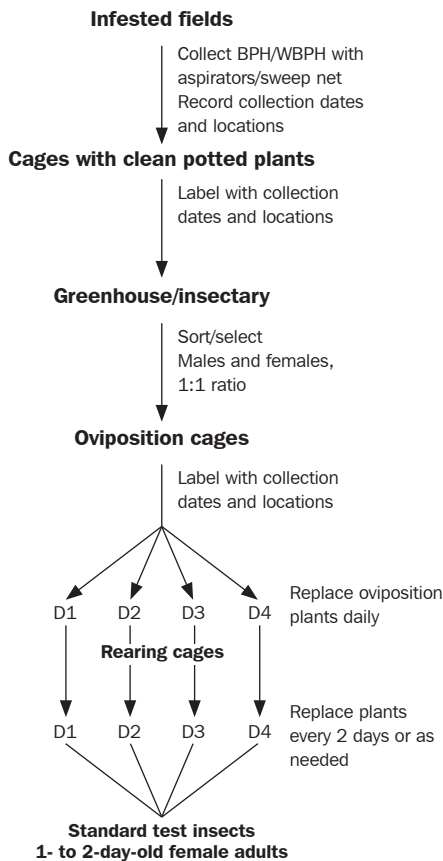 Infested fields
Collect BPH/WBPH with
aspirators/sweep net
Record collection dates
and locations
Cages with clean potted plants
Label with collection
dates and locations
Greenhouse/insectary
Sort/select
Males and females,
1:1 ratio
Oviposition cages
Label with collection
dates and locations
D1 D2 D3 D4
Replace oviposition
plants daily
Rearing cages
D1 D2 D3 D4
Replace plants
every 2 days or as
needed
Standard test insects
1- to 2-day-old female adults